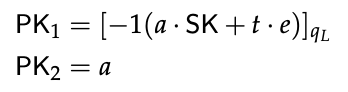 PK₁ = [−1(a · SK + t · e)]_{q_L}
PK₂ = a